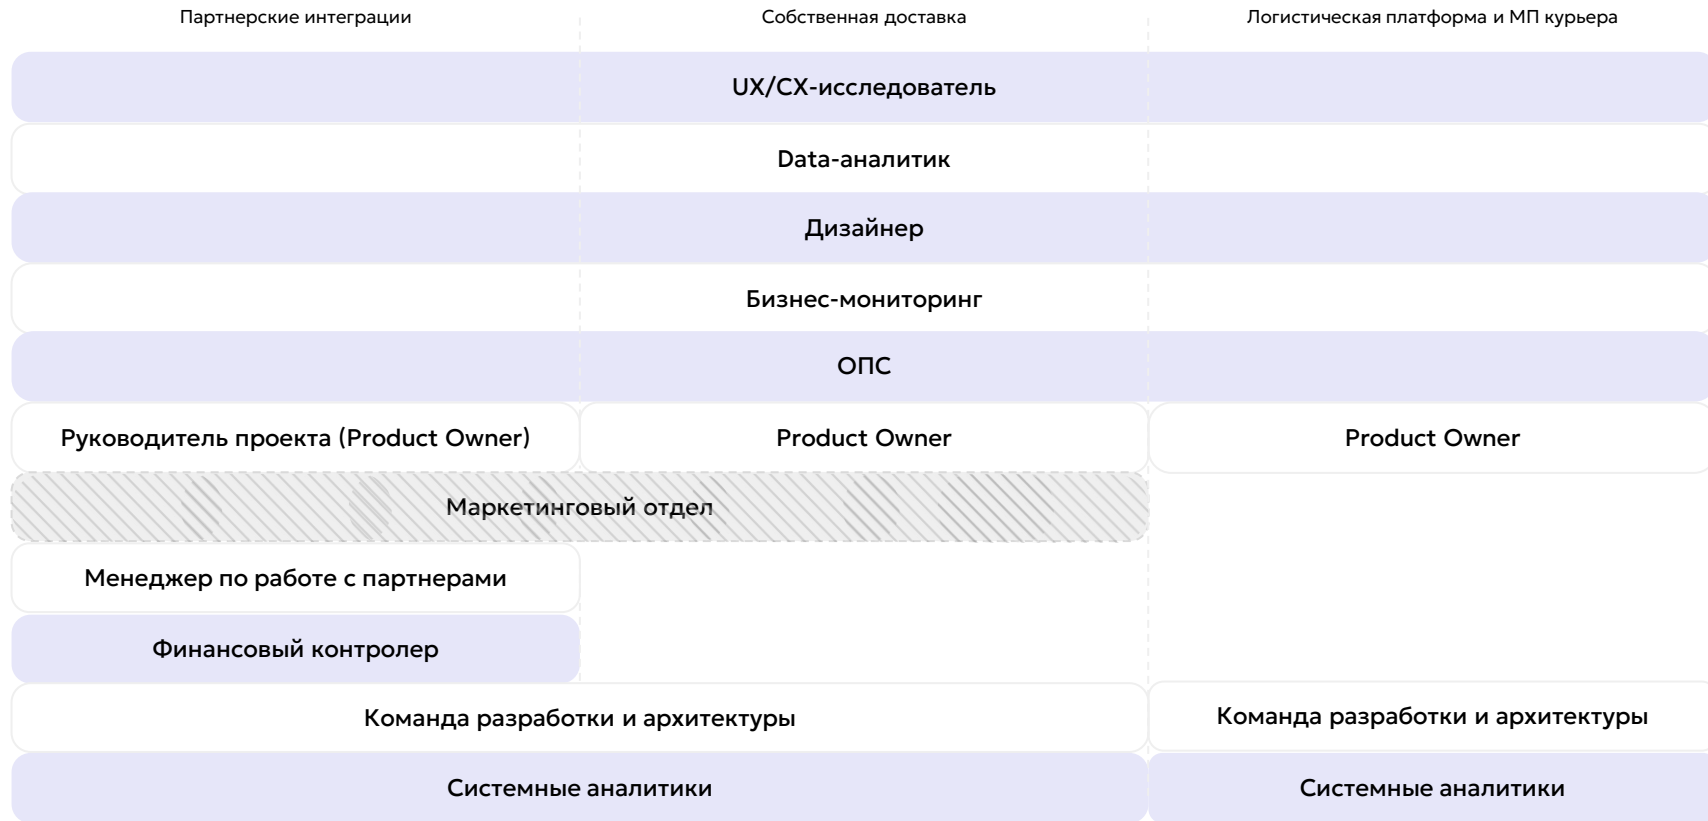 Партнерские интеграции
Собственная доставка
Логистическая платформа и МП курьера
UX/CX-исследователь
Data-аналитик
Дизайнер
Бизнес-мониторинг
ОПС
Руководитель проекта (Product Owner)
Product Owner
Product Owner
Маркетинговый отдел
Менеджер по работе с партнерами
Финансовый контролер
Команда разработки и архитектуры
Команда разработки и архитектуры
Системные аналитики
Системные аналитики